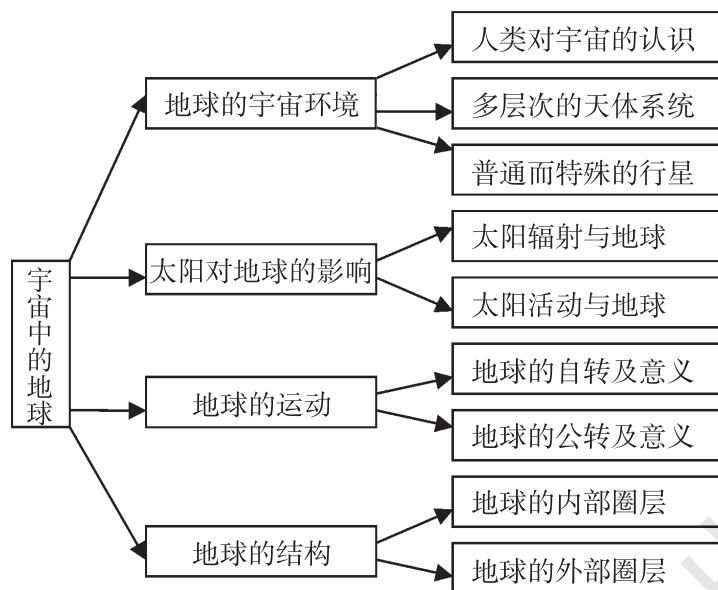 宇宙中的地球
地球的宇宙环境
人类对宇宙的认识
多层次的天体系统
普通而特殊的行星
太阳对地球的影响
太阳辐射与地球
太阳活动与地球
地球的运动
地球的自转及意义
地球的公转及意义
地球的结构
地球的内部圈层
地球的外部圈层